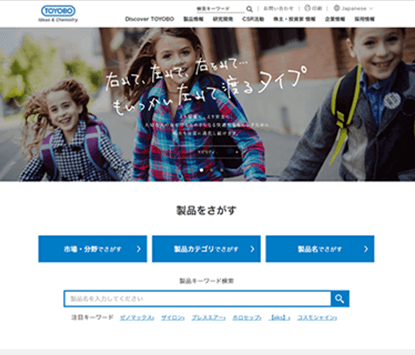 TOYOBO
Ideas & Chemistry
検索キーワード
お問い合わせ
印刷
Japanese
Discover TOYOBO 製品情報 研究開発 CSR活動 株主・投資家 情報 企業情報 採用情報
右みて、左みて、右みて…
もいっかい左みて渡るタイプ
製品をさがす
市場・分野でさがす
製品カテゴリでさがす
製品名でさがす
製品キーワード検索
製品名を入力してください
注目キーワード ゼノマックス® ザイロン® ブレスエアー® ホロセップ® コスモシャイン®